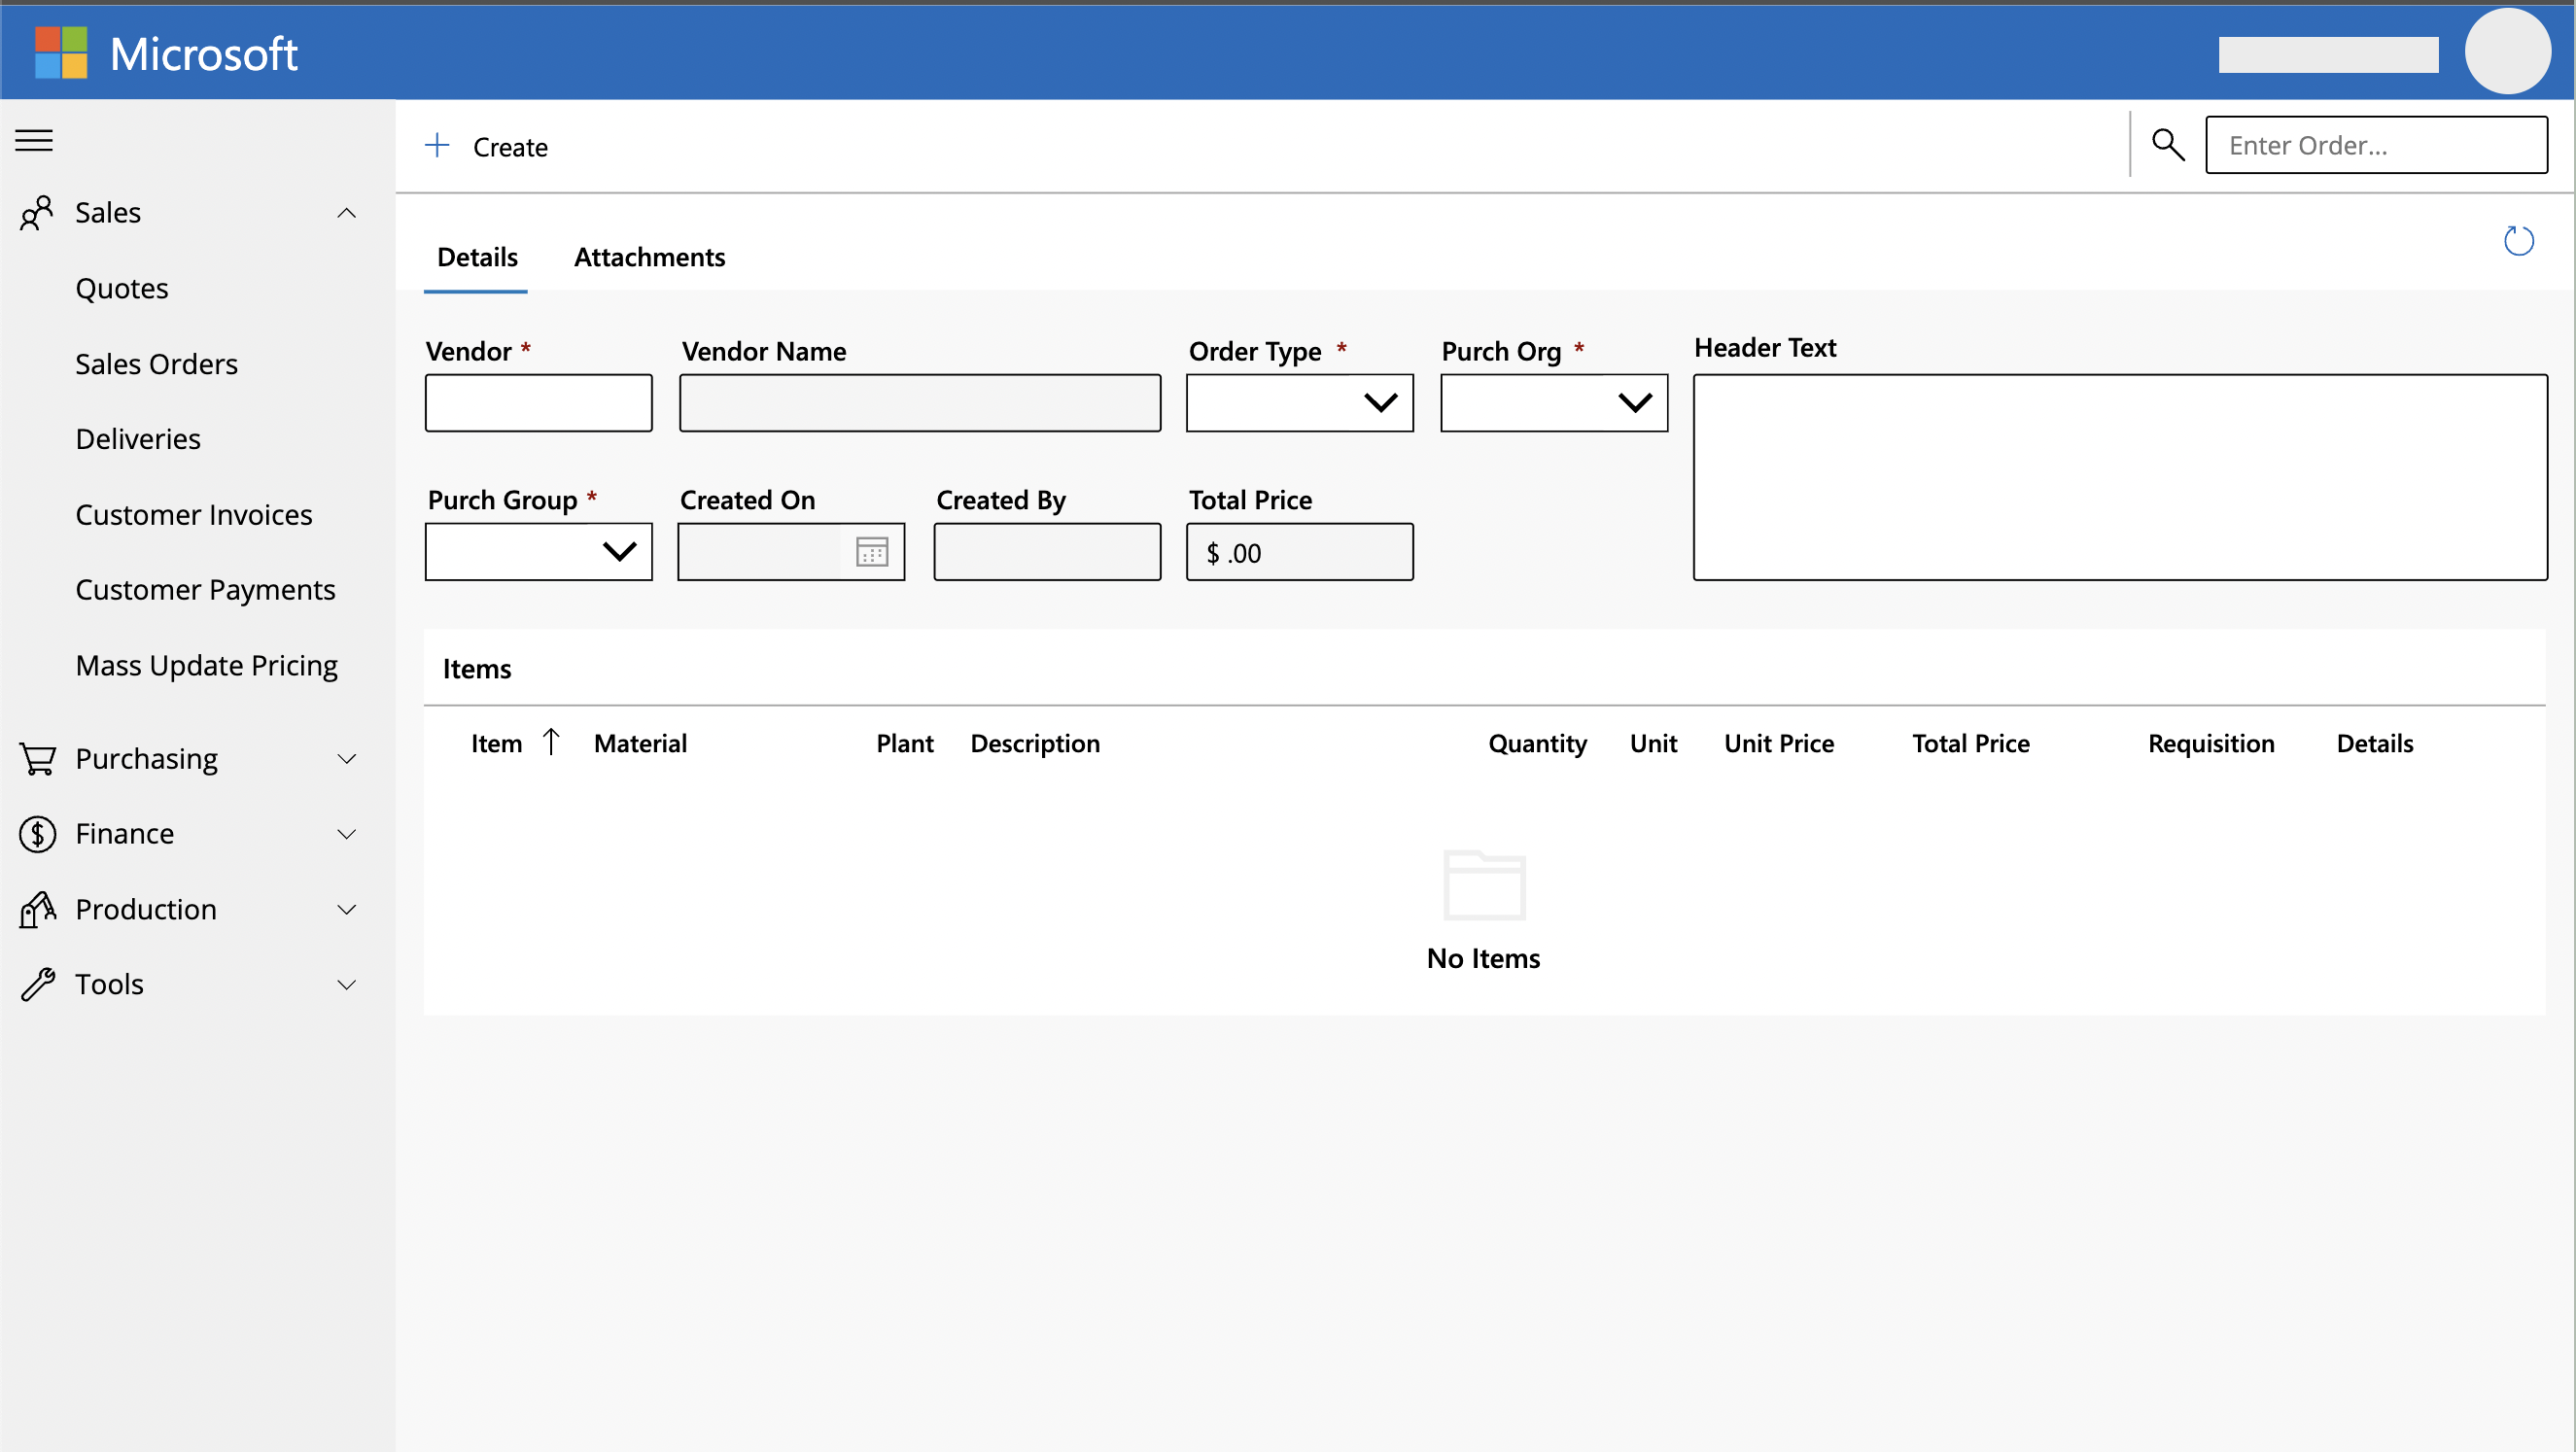 Microsoft
Create
Enter Order...
Sales
Quotes
Sales Orders
Deliveries
Customer Invoices
Customer Payments
Mass Update Pricing
Purchasing
Finance
Production
Tools
Details Attachments
Vendor * Vendor Name Order Type * Purch Org * Header Text
Purch Group * Created On Created By Total Price
$ .00
Items
Item ↑ Material Plant Description Quantity Unit Unit Price Total Price Requisition Details
No Items